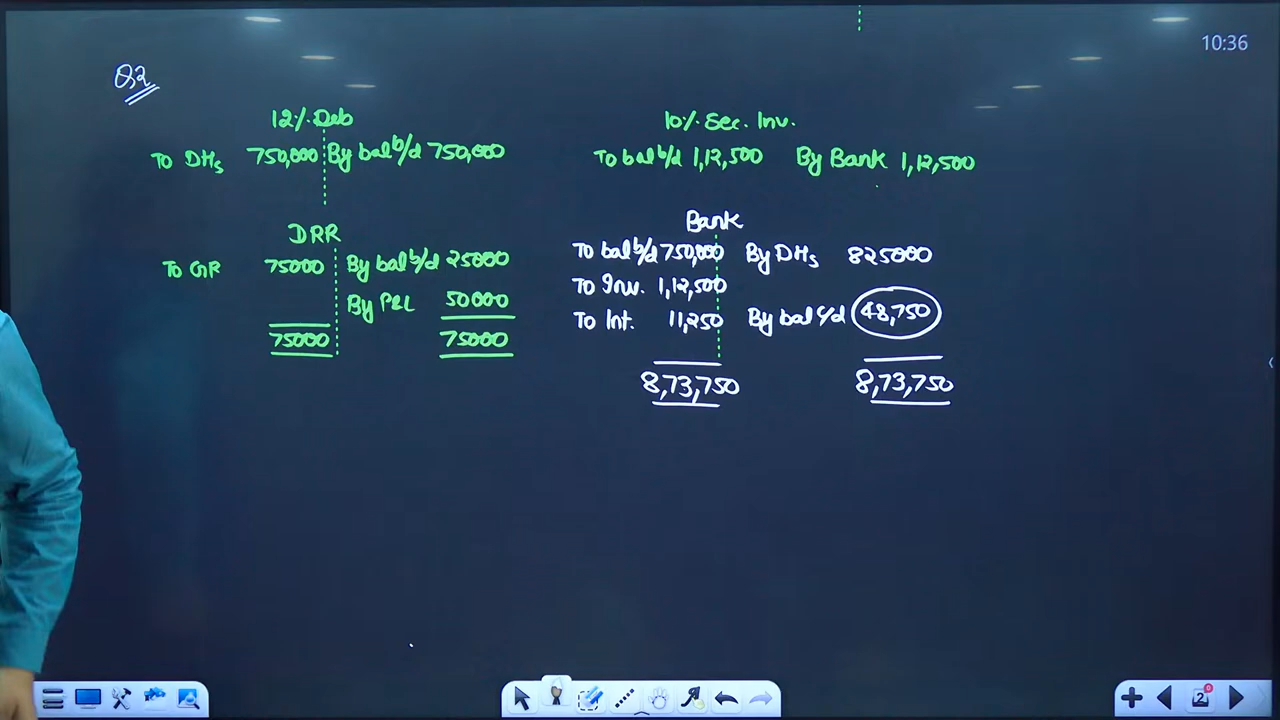 10:36
Q2
12% Deb
To DHs 750,000 By bal b/d 750,000
10% Sec. Inv.
To bal b/d 1,12,500 By Bank 1,12,500
DRR
To GR 75000 By bal b/d 25000
By P&L 50000
75000 75000
Bank
To bal b/d 750,000 By DHs 825000
To Inv. 1,12,500
To Int. 11,250 By bal c/d 48,750
8,73,750 8,73,750
2